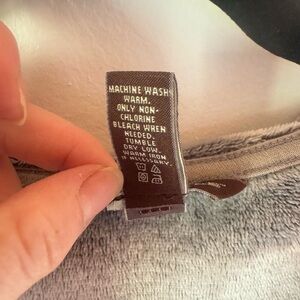 MACHINE WASH
WARM.
ONLY NON-
CHLORINE
BLEACH WHEN
NEEDED.
TUMBLE
DRY LOW.
WARM IRON
IF NECESSARY.